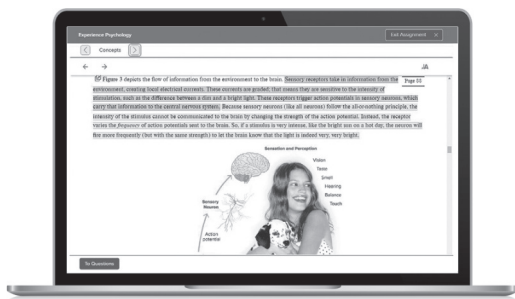 Experience Psychology
Exit Assignment X
Concepts
Figure 3 depicts the flow of information from the environment to the brain. Sensory receptors take in information from the
Page 93
environment, creating local electrical currents. These currents are graded; that means they are sensitive to the intensity of
stimulation, such as the difference between a dim and a bright light. These receptors trigger action potentials in sensory neurons, which
carry that information to the central nervous system. Because sensory neurons (like all neurons) follow the all-or-nothing principle, the
intensity of the stimulus cannot be communicated to the brain by changing the strength of the action potential. Instead, the receptor
varies the frequency of action potentials sent to the brain. So, if a stimulus is very intense, like the bright sun on a hot day, the neuron will
fire more frequently (but with the same strength) to let the brain know that the light is indeed very, very bright.
Sensation and Perception
Vision
Taste
Smell
Hearing
Balance
Touch
Sensory
Neuron
Action
potential
To Questions